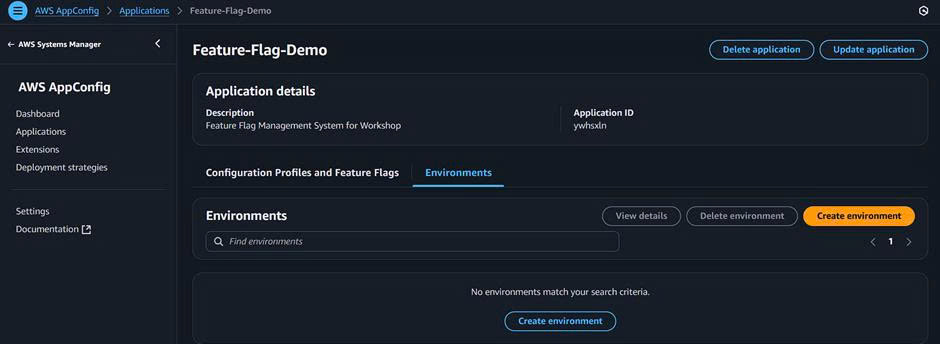 AWS AppConfig > Applications > Feature-Flag-Demo
← AWS Systems Manager
AWS AppConfig
Dashboard
Applications
Extensions
Deployment strategies
Settings
Documentation
Feature-Flag-Demo
Delete application
Update application
Application details
Description
Feature Flag Management System for Workshop
Application ID
ywhsxln
Configuration Profiles and Feature Flags
Environments
Environments
View details
Delete environment
Create environment
Find environments
< 1 >
No environments match your search criteria.
Create environment